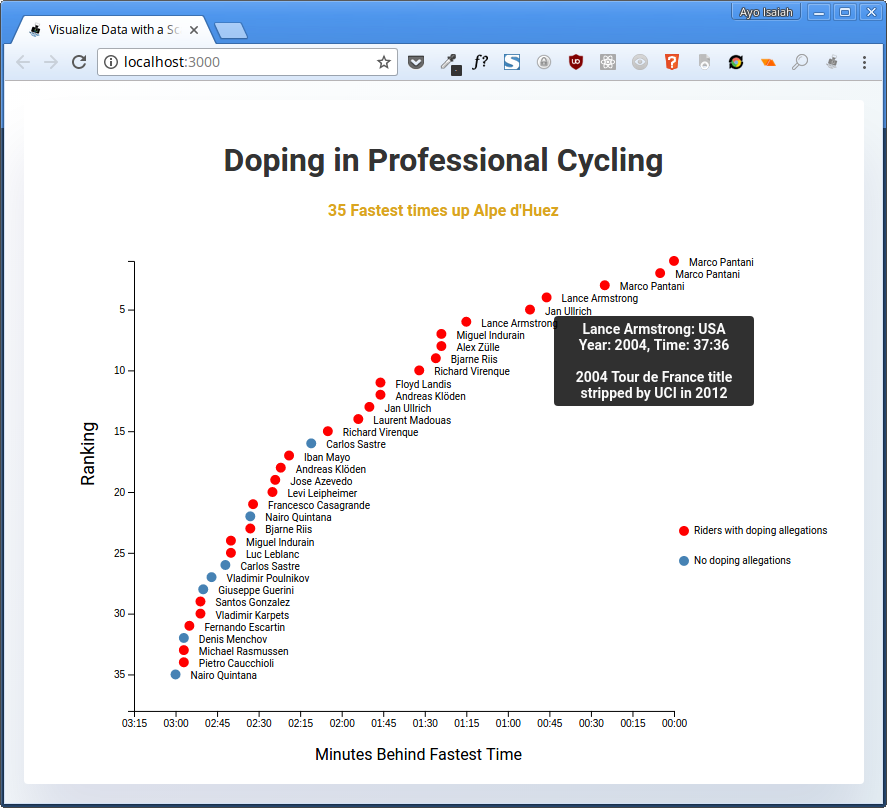 Ayo Isaiah
Visualize Data with a Sc
localhost:3000
f?
Doping in Professional Cycling
35 Fastest times up Alpe d'Huez
Marco Pantani
Marco Pantani
Marco Pantani
Lance Armstrong
5
Jan Ullrich
Lance Armstrong
Lance Armstrong: USA
Year: 2004, Time: 37:36
2004 Tour de France title
stripped by UCI in 2012
Miguel Indurain
Alex Zülle
Bjarne Riis
10
Richard Virenque
Floyd Landis
Andreas Klöden
Jan Ullrich
Laurent Madouas
15
Richard Virenque
Carlos Sastre
Iban Mayo
Andreas Klöden
Jose Azevedo
20
Levi Leipheimer
Francesco Casagrande
Nairo Quintana
Bjarne Riis
Miguel Indurain
25
Luc Leblanc
Carlos Sastre
Vladimir Poulnikov
Giuseppe Guerini
Santos Gonzalez
30
Vladimir Karpets
Fernando Escartin
Denis Menchov
Michael Rasmussen
Pietro Caucchioli
35
Nairo Quintana
Ranking
Riders with doping allegations
No doping allegations
03:15 03:00 02:45 02:30 02:15 02:00 01:45 01:30 01:15 01:00 00:45 00:30 00:15 00:00
Minutes Behind Fastest Time